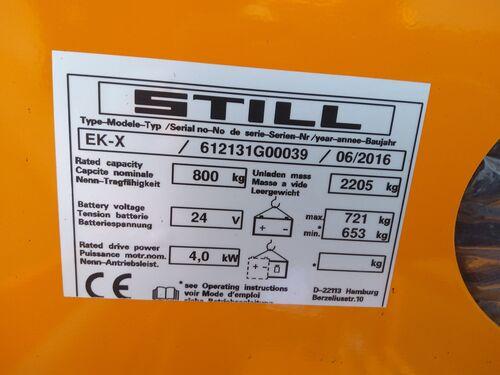 STILL
Type-Modele-Typ /Serial no-No de serie-Serien-Nr /year-annee-Baujahr
EK-X / 612131G00039 / 06/2016
Rated capacity
Capcite nominale
Nenn-Tragfähigkeit
800 kg
Unladen mass
Masse a vide
Leergewicht
2205 kg
Battery voltage
Tension batterie
Batteriespannung
24 V
max. 721 kg
min. * 653 kg
Rated drive power
Puissance motr.nom.
Nenn-Antriebsleist.
4,0 kW
* kg
CE
*see Operating instructions
voir Mode d'emploi
siehe Betriebsanleitung
D-22113 Hamburg
Berzeliusstr.10